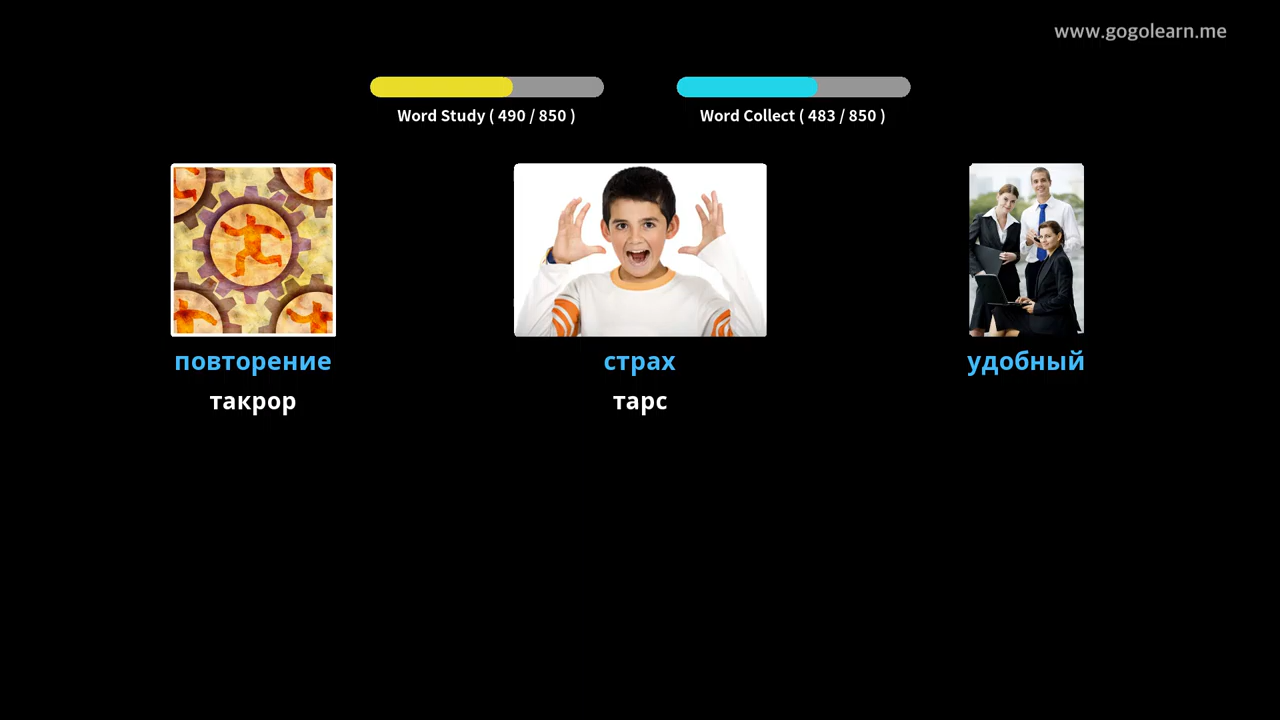 www.gogolearn.me
Word Study ( 490 / 850 )
Word Collect ( 483 / 850 )
повторение
страх
удобный
такрор
тарс